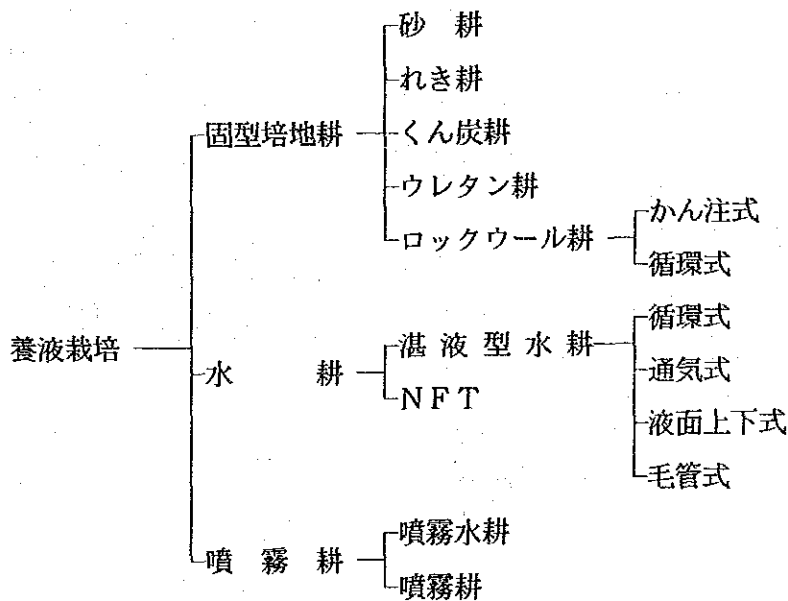 砂耕
れき耕
固型培地耕
くん炭耕
ウレタン耕
ロックウール耕
かん注式
循環式
養液栽培
水耕
湛液型水耕
循環式
通気式
NFT
液面上下式
毛管式
噴霧耕
噴霧水耕
噴霧耕